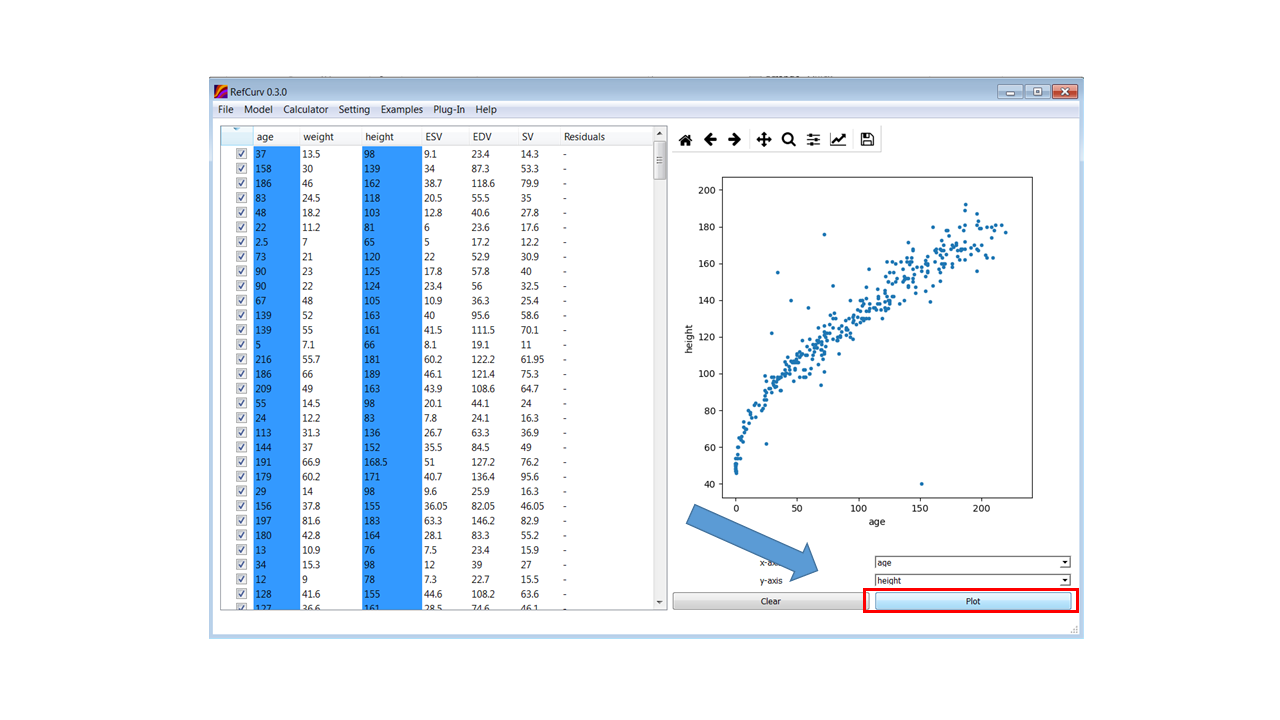 RefCurv 0.3.0
File Model Calculator Setting Examples Plug-In Help
age weight height ESV EDV SV Residuals
37 13.5 98 9.1 23.4 14.3 -
158 30 139 34 87.3 53.3 -
186 46 162 38.7 118.6 79.9 -
83 24.5 118 20.5 55.5 35 -
48 18.2 103 12.8 40.6 27.8 -
22 11.2 81 6 23.6 17.6 -
2.5 7 65 5 17.2 12.2 -
73 21 120 22 52.9 30.9 -
90 23 125 17.8 57.8 40 -
90 22 124 23.4 56 32.5 -
67 48 105 10.9 36.3 25.4 -
139 52 163 40 95.6 58.6 -
139 55 161 41.5 111.5 70.1 -
5 7.1 66 8.1 19.1 11 -
216 55.7 181 60.2 122.2 61.95 -
186 66 189 46.1 121.4 75.3 -
209 49 163 43.9 108.6 64.7 -
55 14.5 98 20.1 44.1 24 -
24 12.2 83 7.8 24.1 16.3 -
113 31.3 136 26.7 63.3 36.9 -
144 37 152 35.5 84.5 49 -
191 66.9 168.5 51 127.2 76.2 -
179 60.2 171 40.7 136.4 95.6 -
29 14 98 9.6 25.9 16.3 -
156 37.8 155 36.05 82.05 46.05 -
197 81.6 183 63.3 146.2 82.9 -
180 42.8 164 28.1 83.3 55.2 -
13 10.9 76 7.5 23.4 15.9 -
34 15.3 98 12 39 27 -
12 9 78 7.3 22.7 15.5 -
128 41.6 155 44.6 108.2 63.6 -
127 36.6 161 28.5 74.6 46.1 -
200
180
160
140
120
100
80
60
40
height
0 50 100 150 200
age
age
y-axis height
Clear Plot